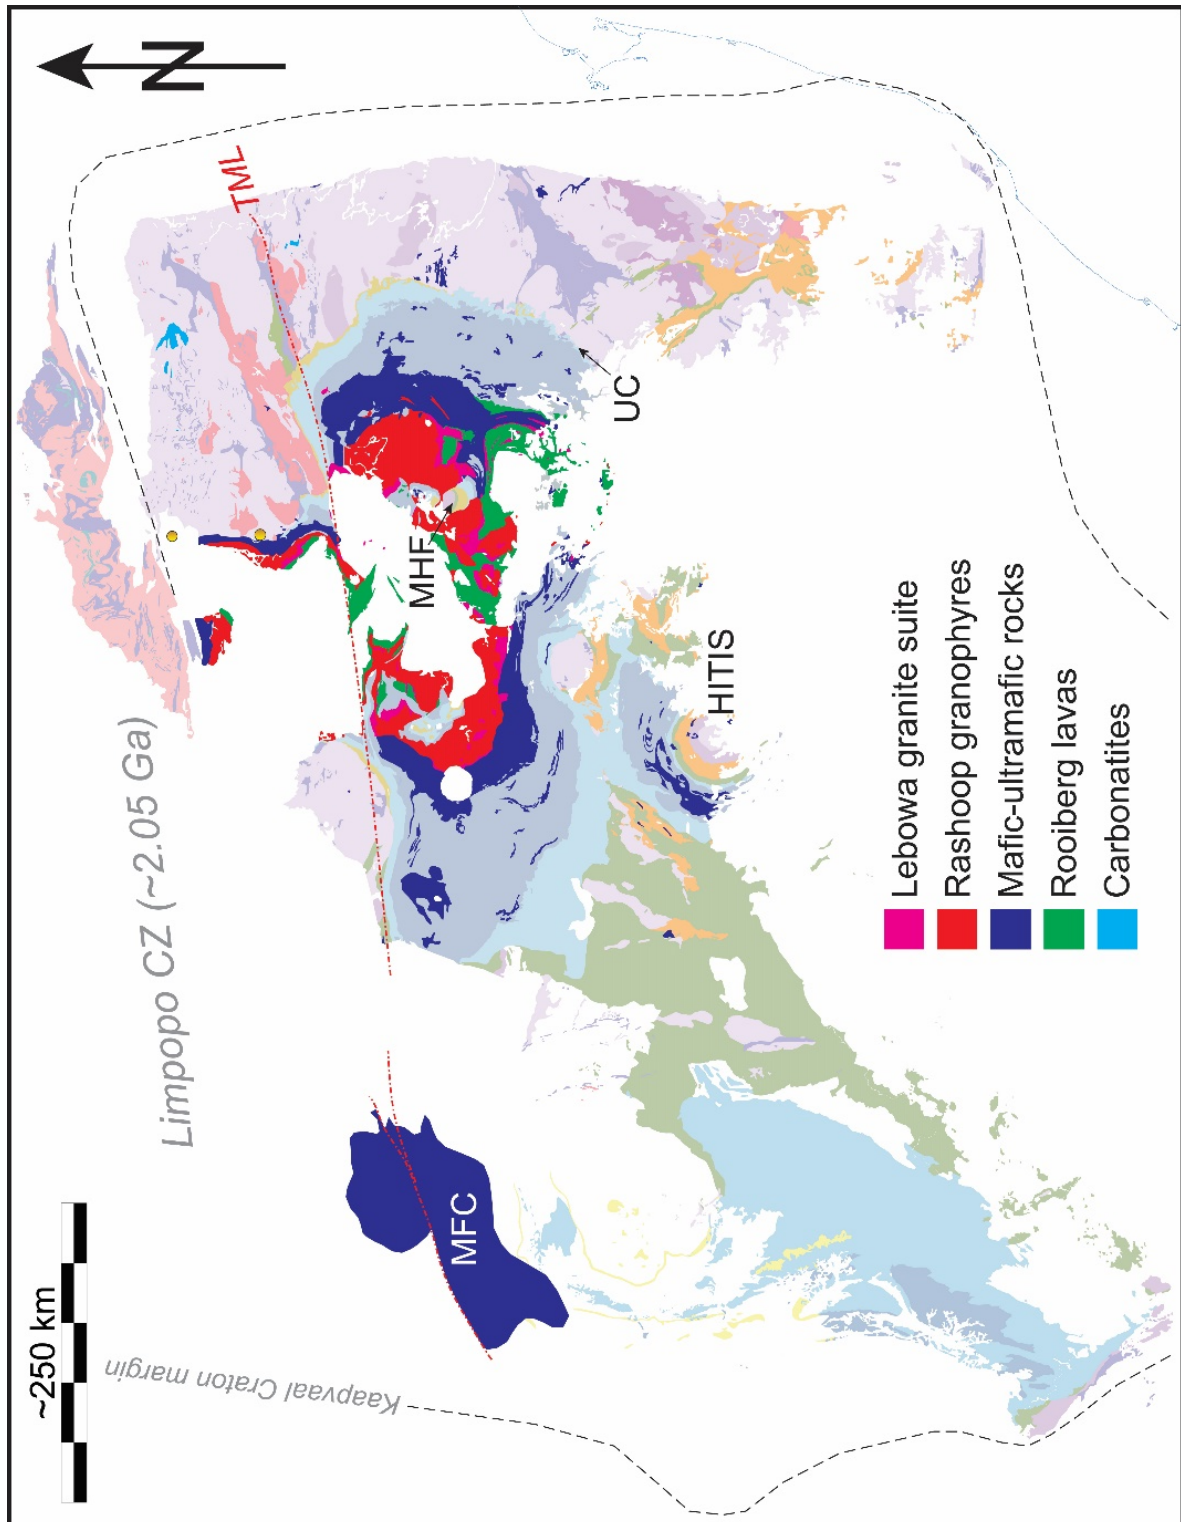 N
TML
Limpopo CZ (~2.05 Ga)
UC
MHF
HITIS
MFC
~250 km
Kaapvaal Craton margin
Lebowa granite suite
Rashoop granophyres
Mafic-ultramafic rocks
Rooiberg lavas
Carbonatites